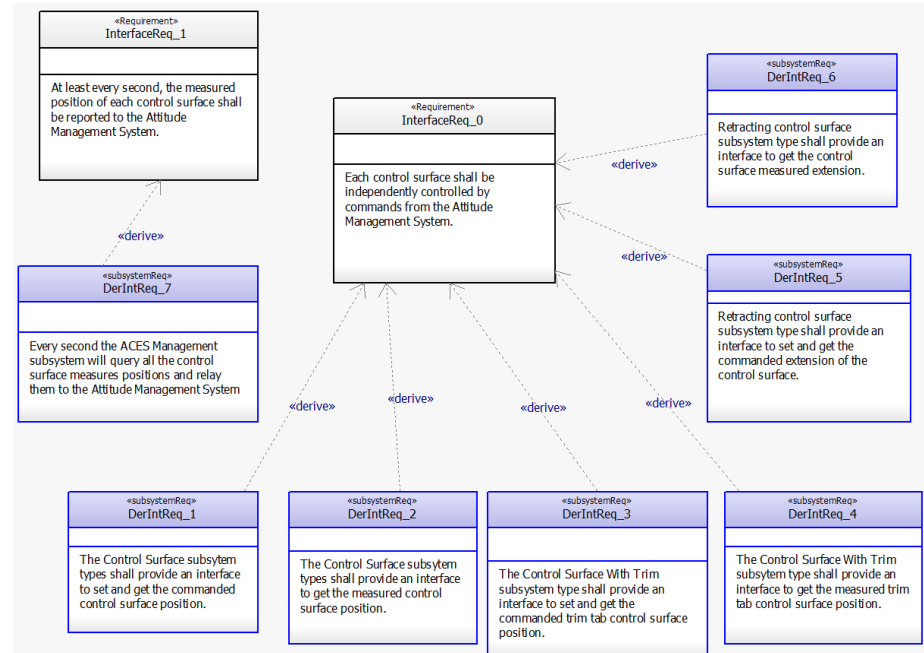 «Requirement»
InterfaceReq_1
At least every second, the measured
position of each control surface shall
be reported to the Attitude
Management System.
«Requirement»
InterfaceReq_0
Each control surface shall be
independently controlled by
commands from the Attitude
Management System.
«subsystemReq»
DerIntReq_6
Retracting control surface
subsystem type shall provide an
interface to get the control
surface measured extension.
«derive»
«subsystemReq»
DerIntReq_5
Retracting control surface
subsystem type shall provide an
interface to set and get the
commanded extension of the
control surface.
«derive»
«derive»
«subsystemReq»
DerIntReq_7
Every second the ACES Management
subsystem will query all the control
surface measures positions and relay
them to the Attitude Management System
«derive»
«derive»
«derive»
«derive»
«subsystemReq»
DerIntReq_1
The Control Surface subsytem
types shall provide an interface
to set and get the commanded
control surface position.
«subsystemReq»
DerIntReq_2
The Control Surface subsytem
types shall provide an interface
to get the measured control
surface position.
«subsystemReq»
DerIntReq_3
The Control Surface With Trim
subsystem type shall provide an
interface to set and get the
commanded trim tab control surface
position.
«subsystemReq»
DerIntReq_4
The Control Surface With Trim
subsytem type shall provide an
interface to get the measured trim
tab control surface position.